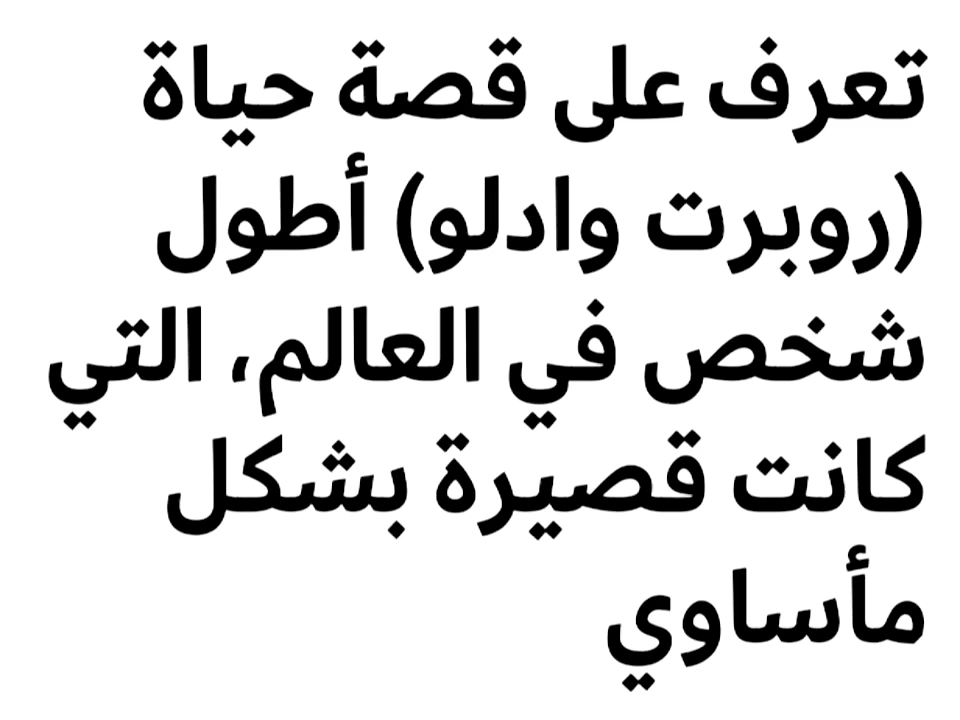 تعرف على قصة حياة
(روبرت وادلو) أطول
شخص في العالم، التي
كانت قصيرة بشكل
مأساوي